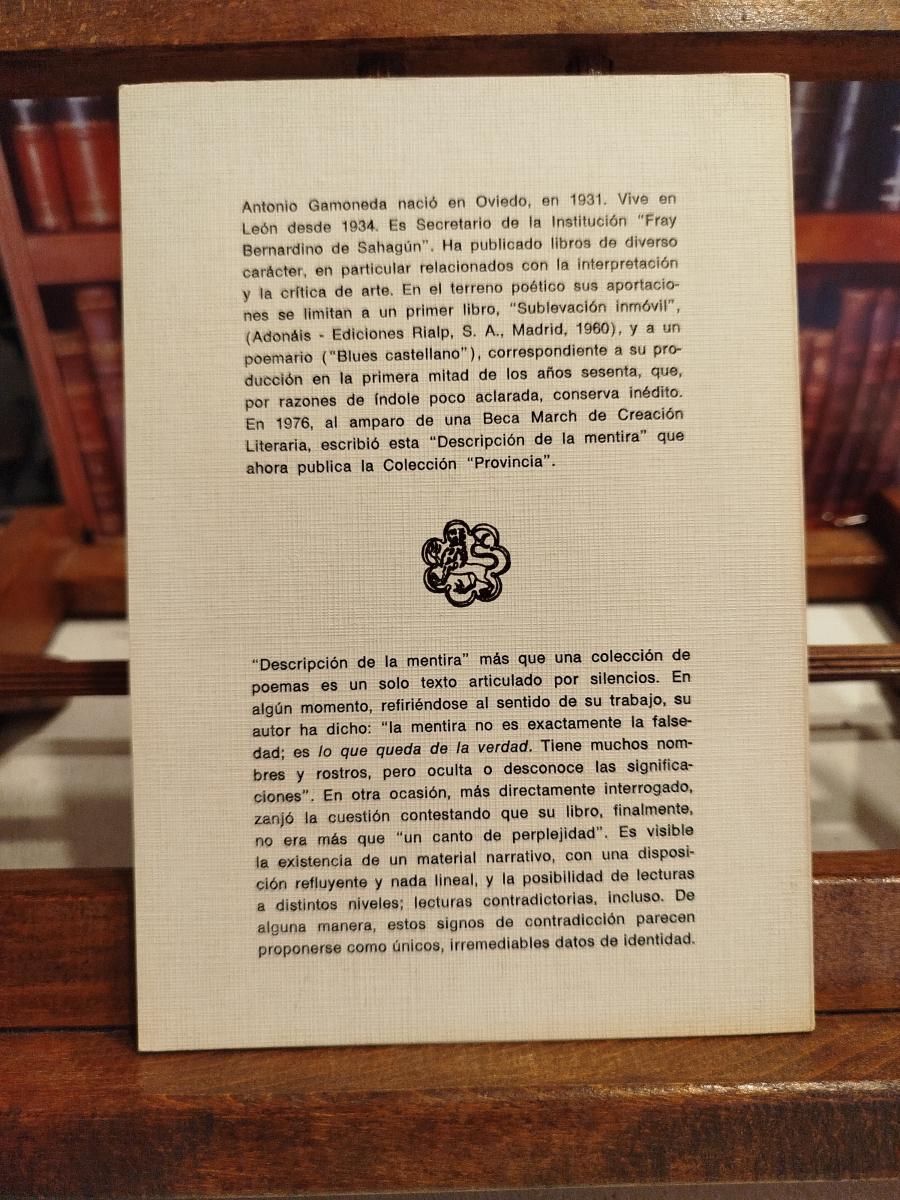 Antonio Gamoneda nació en Oviedo, en 1931. Vive en
León desde 1934. Es Secretario de la Institución "Fray
Bernardino de Sahagún". Ha publicado libros de diverso
carácter, en particular relacionados con la interpretación
y la crítica de arte. En el terreno poético sus aportacio-
nes se limitan a un primer libro, "Sublevación inmóvil",
(Adonáis - Ediciones Rialp, S. A., Madrid, 1960), y a un
poemario ("Blues castellano"), correspondiente a su pro-
ducción en la primera mitad de los años sesenta, que,
por razones de índole poco aclarada, conserva inédito.
En 1976, al amparo de una Beca March de Creación
Literaria, escribió esta "Descripción de la mentira" que
ahora publica la Colección "Provincia".
"Descripción de la mentira" más que una colección de
poemas es un solo texto articulado por silencios. En
algún momento, refiriéndose al sentido de su trabajo, su
autor ha dicho: "la mentira no es exactamente la false-
dad; es lo que queda de la verdad. Tiene muchos nom-
bres y rostros, pero oculta o desconoce las significa-
ciones". En otra ocasión, más directamente interrogado,
zanjó la cuestión contestando que su libro, finalmente,
no era más que "un canto de perplejidad". Es visible
la existencia de un material narrativo, con una disposi-
ción refluyente y nada lineal, y la posibilidad de lecturas
a distintos niveles; lecturas contradictorias, incluso. De
alguna manera, estos signos de contradicción parecen
proponerse como únicos, irremediables datos de identidad.